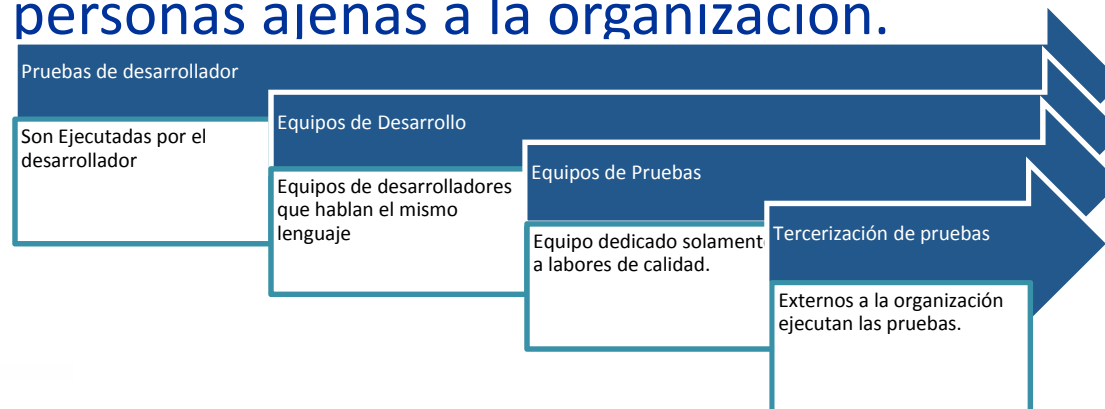 personas ajenas a la organización.
Pruebas de desarrollador
Son Ejecutadas por el
desarrollador
Equipos de Desarrollo
Equipos de desarrolladores
que hablan el mismo
lenguaje
Equipos de Pruebas
Equipo dedicado solament
a labores de calidad.
Tercerización de pruebas
Externos a la organización
ejecutan las pruebas.